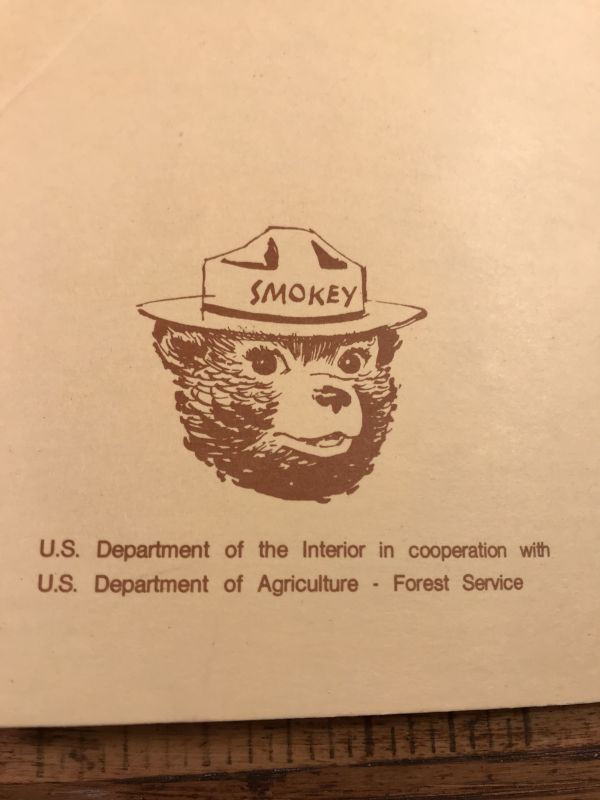 SMOKEY
U.S. Department of the Interior in cooperation with
U.S. Department of Agriculture - Forest Service